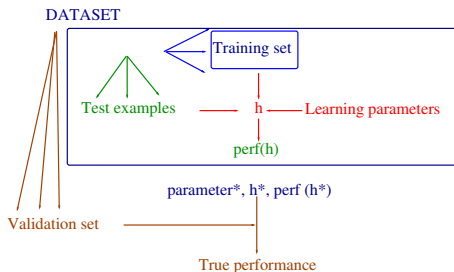 DATASET
Training set
Test examples
h
Learning parameters
perf(h)
parameter*, h*, perf (h*)
Validation set
True performance